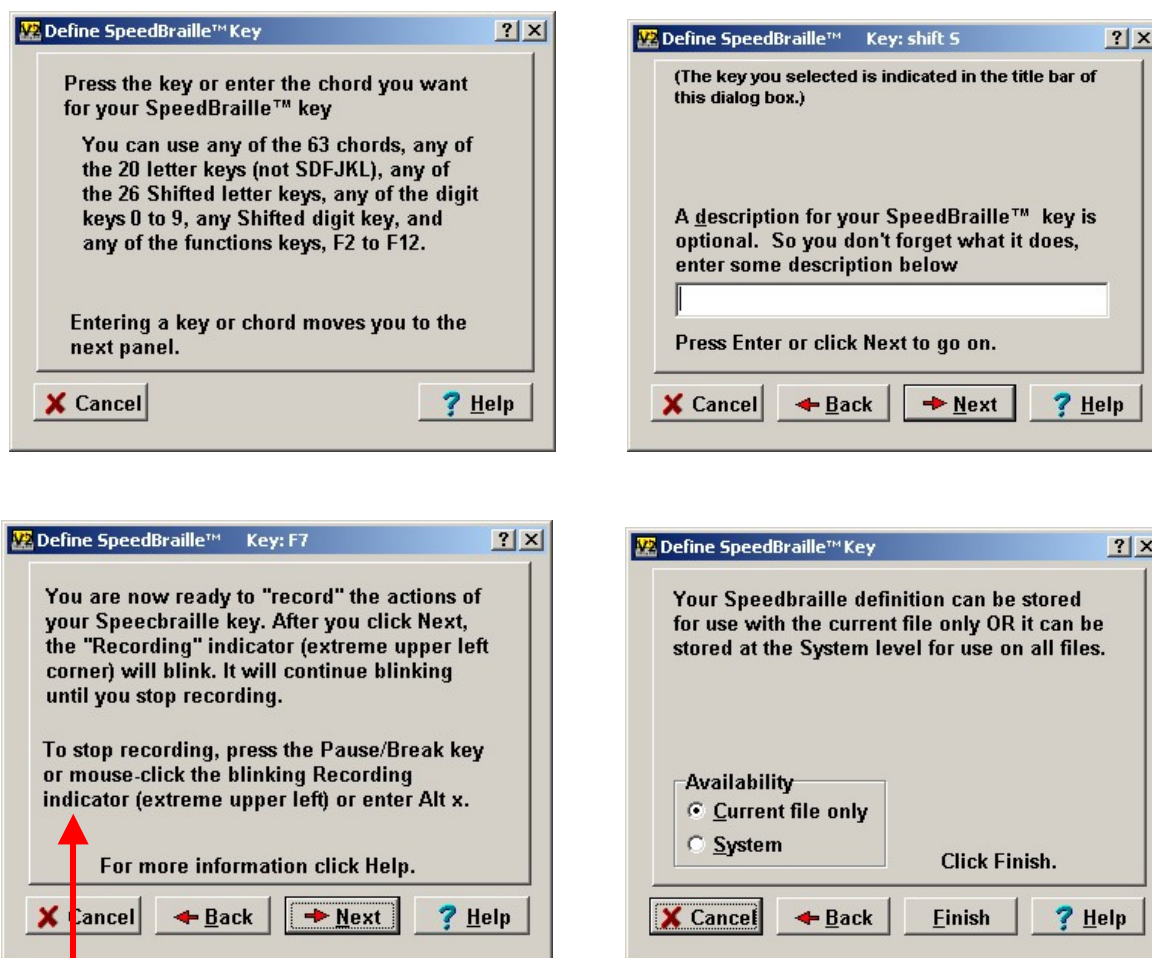 Define SpeedBraille™ Key
Press the key or enter the chord you want
for your SpeedBraille™ key
You can use any of the 63 chords, any of
the 20 letter keys (not SDFJKL), any of
the 26 Shifted letter keys, any of the digit
keys 0 to 9, any Shifted digit key, and
any of the functions keys, F2 to F12.
Entering a key or chord moves you to the
next panel.
Cancel
Help
Define SpeedBraille™ Key: shift S
(The key you selected is indicated in the title bar of
this dialog box.)
A description for your SpeedBraille™ key is
optional. So you don't forget what it does,
enter some description below
Press Enter or click Next to go on.
Cancel
Back
Next
Help
Define SpeedBraille™ Key: F7
You are now ready to "record" the actions of
your Speecbraille key. After you click Next,
the "Recording" indicator (extreme upper left
corner) will blink. It will continue blinking
until you stop recording.
To stop recording, press the Pause/Break key
or mouse-click the blinking Recording
indicator (extreme upper left) or enter Alt x.
For more information click Help.
Cancel
Back
Next
Help
Define SpeedBraille™ Key
Your Speedbraille definition can be stored
for use with the current file only OR it can be
stored at the System level for use on all files.
Availability
Current file only
System
Click Finish.
Cancel
Back
Finish
Help